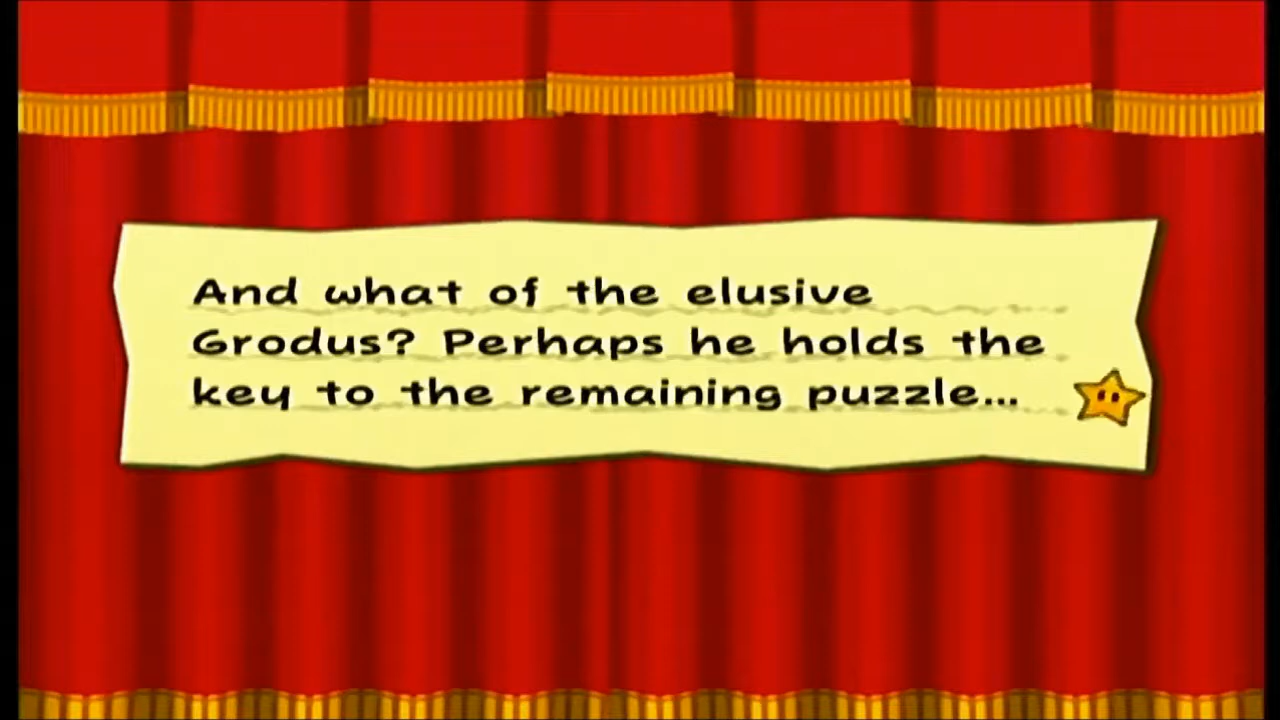 And what of the elusive
Grodus? Perhaps he holds the
key to the remaining puzzle...